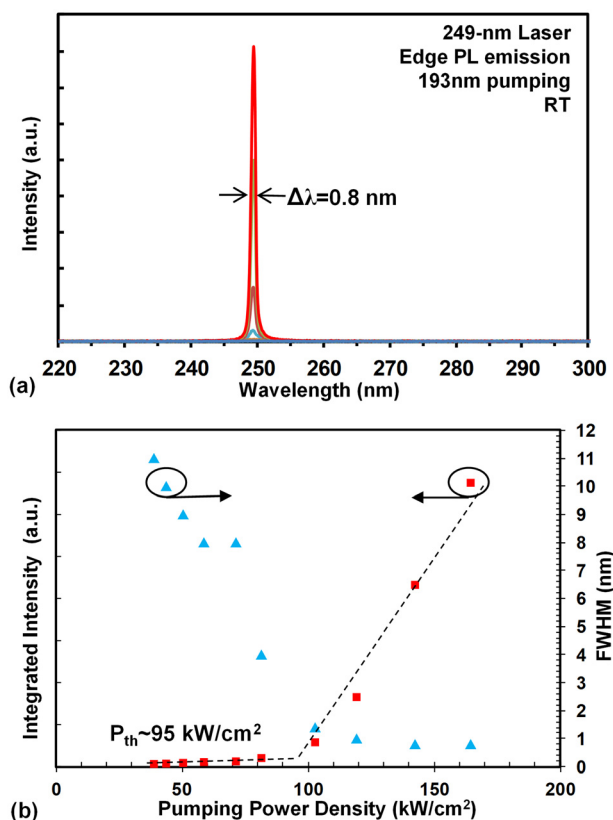 249-nm Laser
Edge PL emission
193nm pumping
RT
Intensity (a.u.)
Δλ=0.8 nm
220 230 240 250 260 270 280 290 300
(a)
Wavelength (nm)
12
11
10
9
8
7
6
5
4
3
2
1
0
Integrated Intensity (a.u.)
FWHM (nm)
Pth~95 kW/cm²
0 50 100 150 200
(b)
Pumping Power Density (kW/cm²)